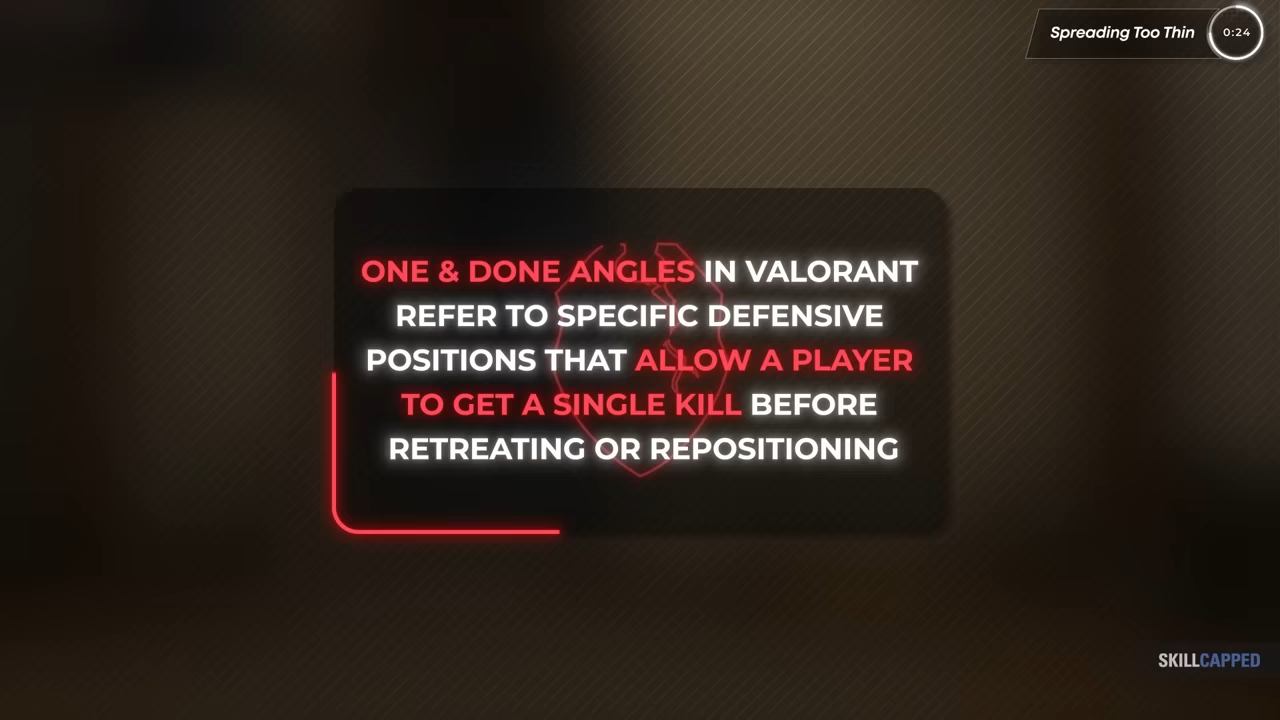 Spreading Too Thin
0:24
ONE & DONE ANGLES IN VALORANT
REFER TO SPECIFIC DEFENSIVE
POSITIONS THAT ALLOW A PLAYER
TO GET A SINGLE KILL BEFORE
RETREATING OR REPOSITIONING
SKILLCAPPED